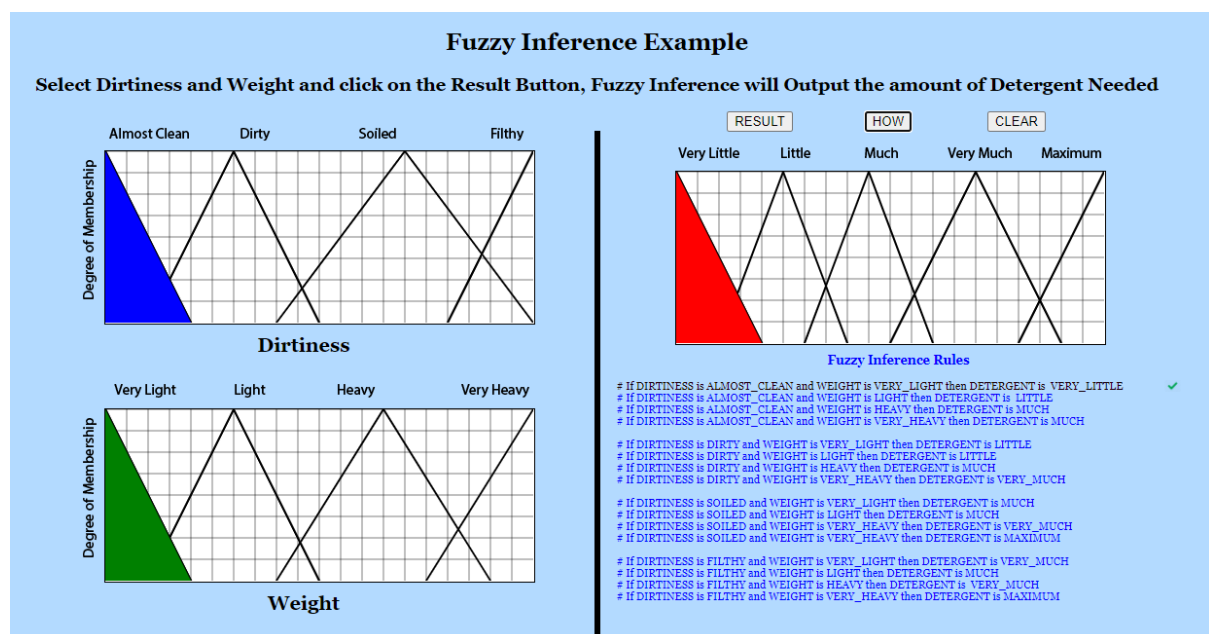 Fuzzy Inference Example
Select Dirtiness and Weight and click on the Result Button, Fuzzy Inference will Output the amount of Detergent Needed
Almost Clean Dirty Soiled Filthy
Degree of Membership
Dirtiness
Very Light Light Heavy Very Heavy
Degree of Membership
Weight
RESULT HOW CLEAR
Very Little Little Much Very Much Maximum
Fuzzy Inference Rules
# If DIRTINESS is ALMOST_CLEAN and WEIGHT is VERY_LIGHT then DETERGENT is VERY_LITTLE
# If DIRTINESS is ALMOST_CLEAN and WEIGHT is LIGHT then DETERGENT is LITTLE
# If DIRTINESS is ALMOST_CLEAN and WEIGHT is HEAVY then DETERGENT is MUCH
# If DIRTINESS is ALMOST_CLEAN and WEIGHT is VERY_HEAVY then DETERGENT is MUCH
# If DIRTINESS is DIRTY and WEIGHT is VERY_LIGHT then DETERGENT is LITTLE
# If DIRTINESS is DIRTY and WEIGHT is LIGHT then DETERGENT is LITTLE
# If DIRTINESS is DIRTY and WEIGHT is HEAVY then DETERGENT is MUCH
# If DIRTINESS is DIRTY and WEIGHT is VERY_HEAVY then DETERGENT is VERY_MUCH
# If DIRTINESS is SOILED and WEIGHT is VERY_LIGHT then DETERGENT is MUCH
# If DIRTINESS is SOILED and WEIGHT is LIGHT then DETERGENT is MUCH
# If DIRTINESS is SOILED and WEIGHT is VERY_HEAVY then DETERGENT is VERY_MUCH
# If DIRTINESS is SOILED and WEIGHT is VERY_HEAVY then DETERGENT is MAXIMUM
# If DIRTINESS is FILTHY and WEIGHT is VERY_LIGHT then DETERGENT is VERY_MUCH
# If DIRTINESS is FILTHY and WEIGHT is LIGHT then DETERGENT is MUCH
# If DIRTINESS is FILTHY and WEIGHT is HEAVY then DETERGENT is VERY_MUCH
# If DIRTINESS is FILTHY and WEIGHT is VERY_HEAVY then DETERGENT is MAXIMUM